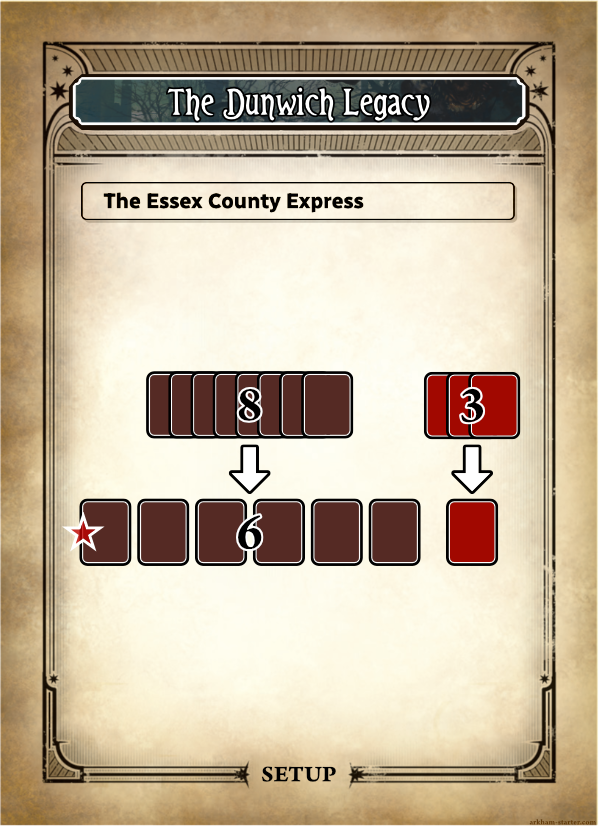 The Dunwich Legacy
The Essex County Express
8
3
6
SETUP
arkham-starter.com